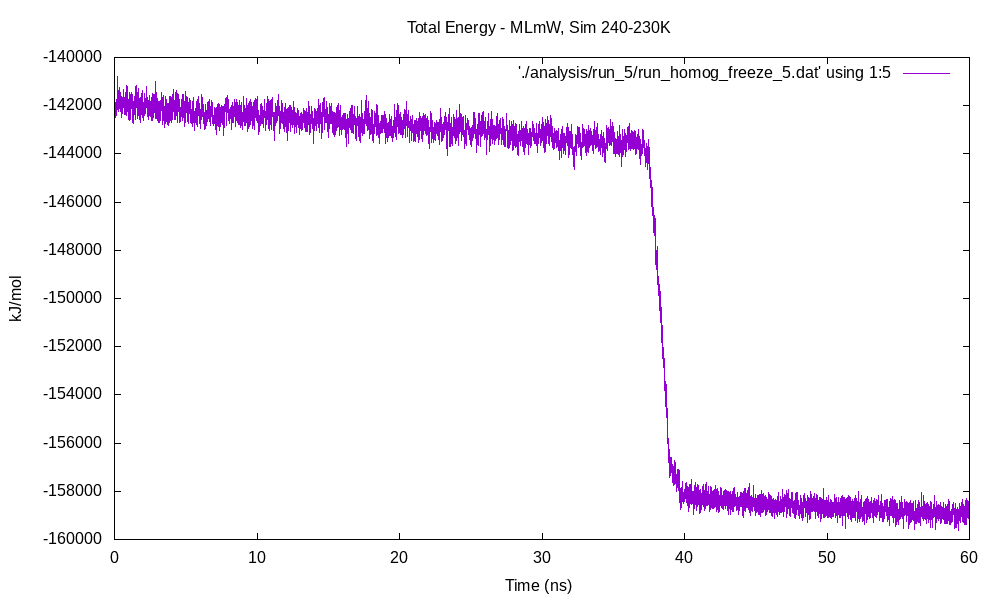 Total Energy - MLmW, Sim 240-230K
'./analysis/run_5/run_homog_freeze_5.dat' using 1:5
-140000
-142000
-144000
-146000
-148000
-150000
-152000
-154000
-156000
-158000
-160000
kJ/mol
0 10 20 30 40 50 60
Time (ns)